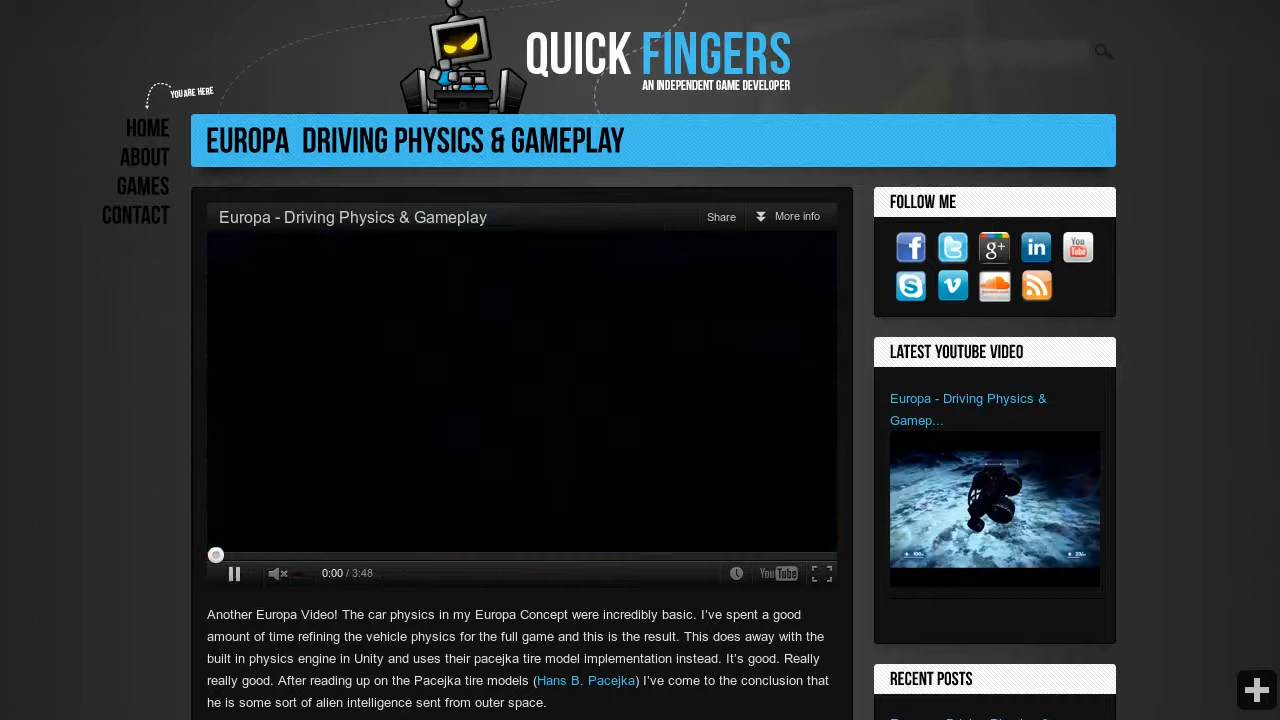 QUICK FINGERS
AN INDEPENDENT GAME DEVELOPER
YOU ARE HERE
HOME
ABOUT
GAMES
CONTACT
EUROPA DRIVING PHYSICS & GAMEPLAY
Europa - Driving Physics & Gameplay
Share
More info
0:00 / 3:48
YouTube
Another Europa Video! The car physics in my Europa Concept were incredibly basic. I've spent a good
amount of time refining the vehicle physics for the full game and this is the result. This does away with the
built in physics engine in Unity and uses their pacejka tire model implementation instead. It's good. Really
really good. After reading up on the Pacejka tire models (Hans B. Pacejka) I've come to the conclusion that
he is some sort of alien intelligence sent from outer space.
FOLLOW ME
f
t
g+
in
You
Tube
S
v
LATEST YOUTUBE VIDEO
Europa - Driving Physics &
Gamep...
RECENT POSTS